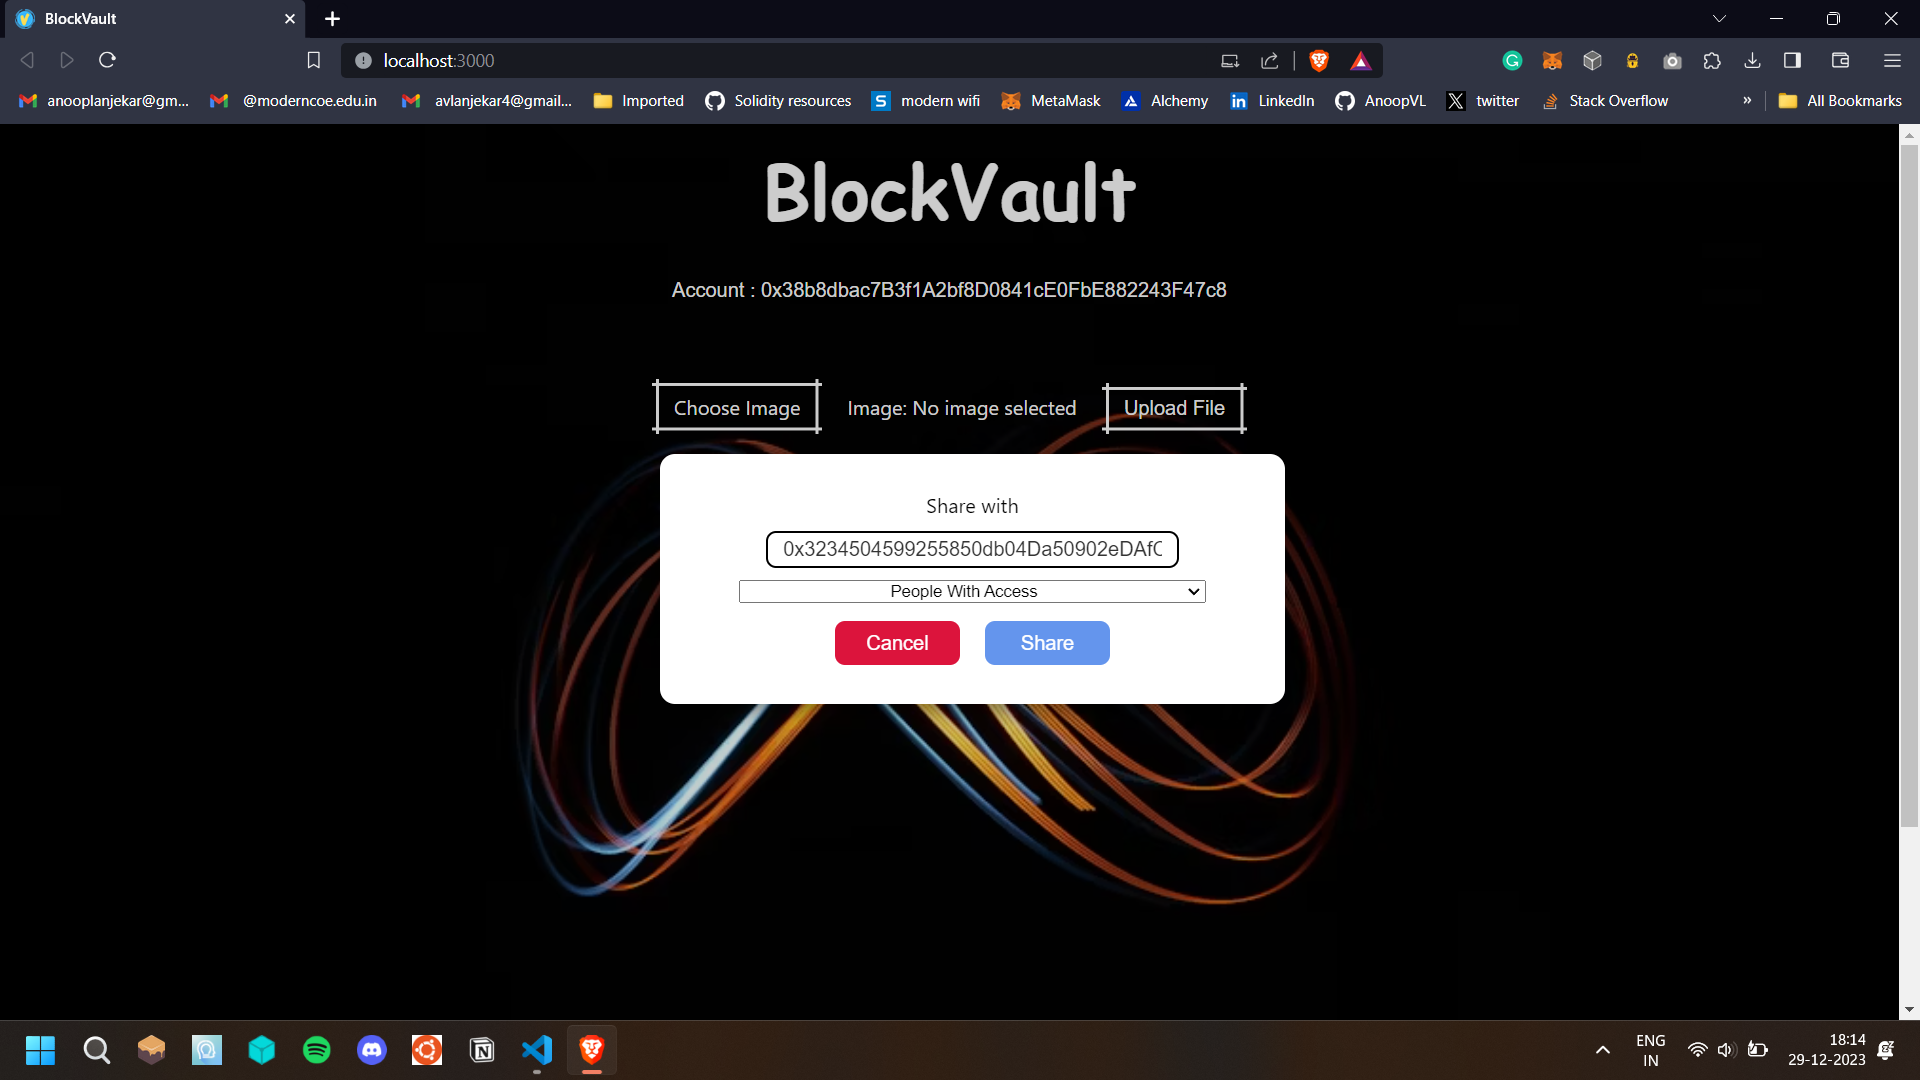 BlockVault
localhost:3000
anooplanjekar@gm... @moderncoe.edu.in avlanjekar4@gmail... Imported Solidity resources modern wifi MetaMask Alchemy LinkedIn AnoopVL twitter Stack Overflow » All Bookmarks
BlockVault
Account : 0x38b8dbac7B3f1A2bf8D0841cE0FbE882243F47c8
Choose Image Image: No image selected Upload File
Share with
0x3234504599255850db04Da50902eDAfC
People With Access
Cancel Share
ENG
IN
18:14
29-12-2023